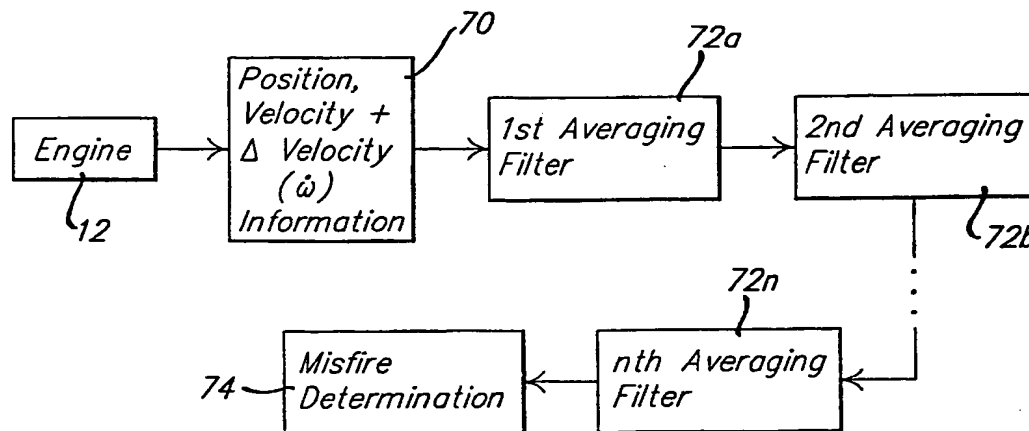 70
72a
Position,
Velocity +
Δ Velocity
(ω̇)
Information
Engine
12
1st Averaging
Filter
2nd Averaging
Filter
72b
72n
nth Averaging
Filter
Misfire
Determination
74